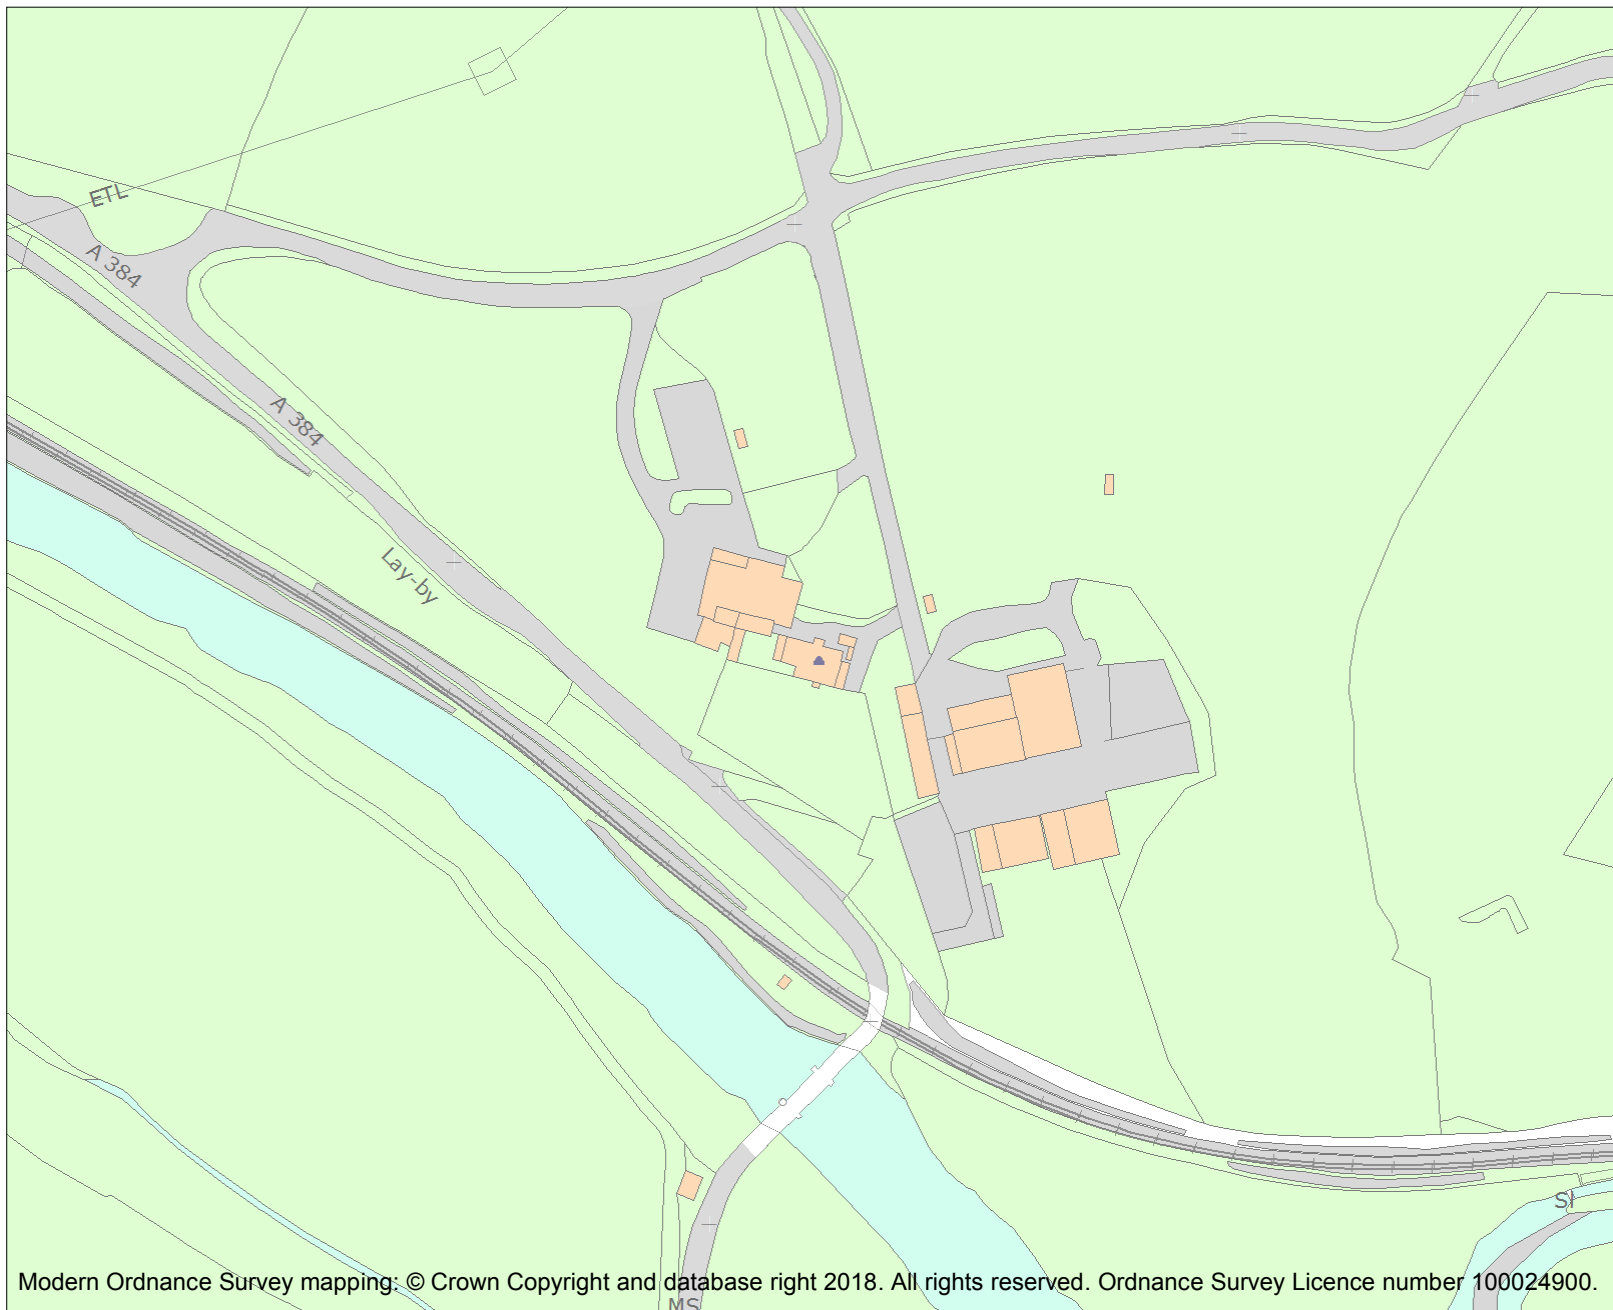 ETL
A 384
A 384
Lay-by
Sl
Modern Ordnance Survey mapping: © Crown Copyright and database right 2018. All rights reserved. Ordnance Survey Licence number 100024900.
MS